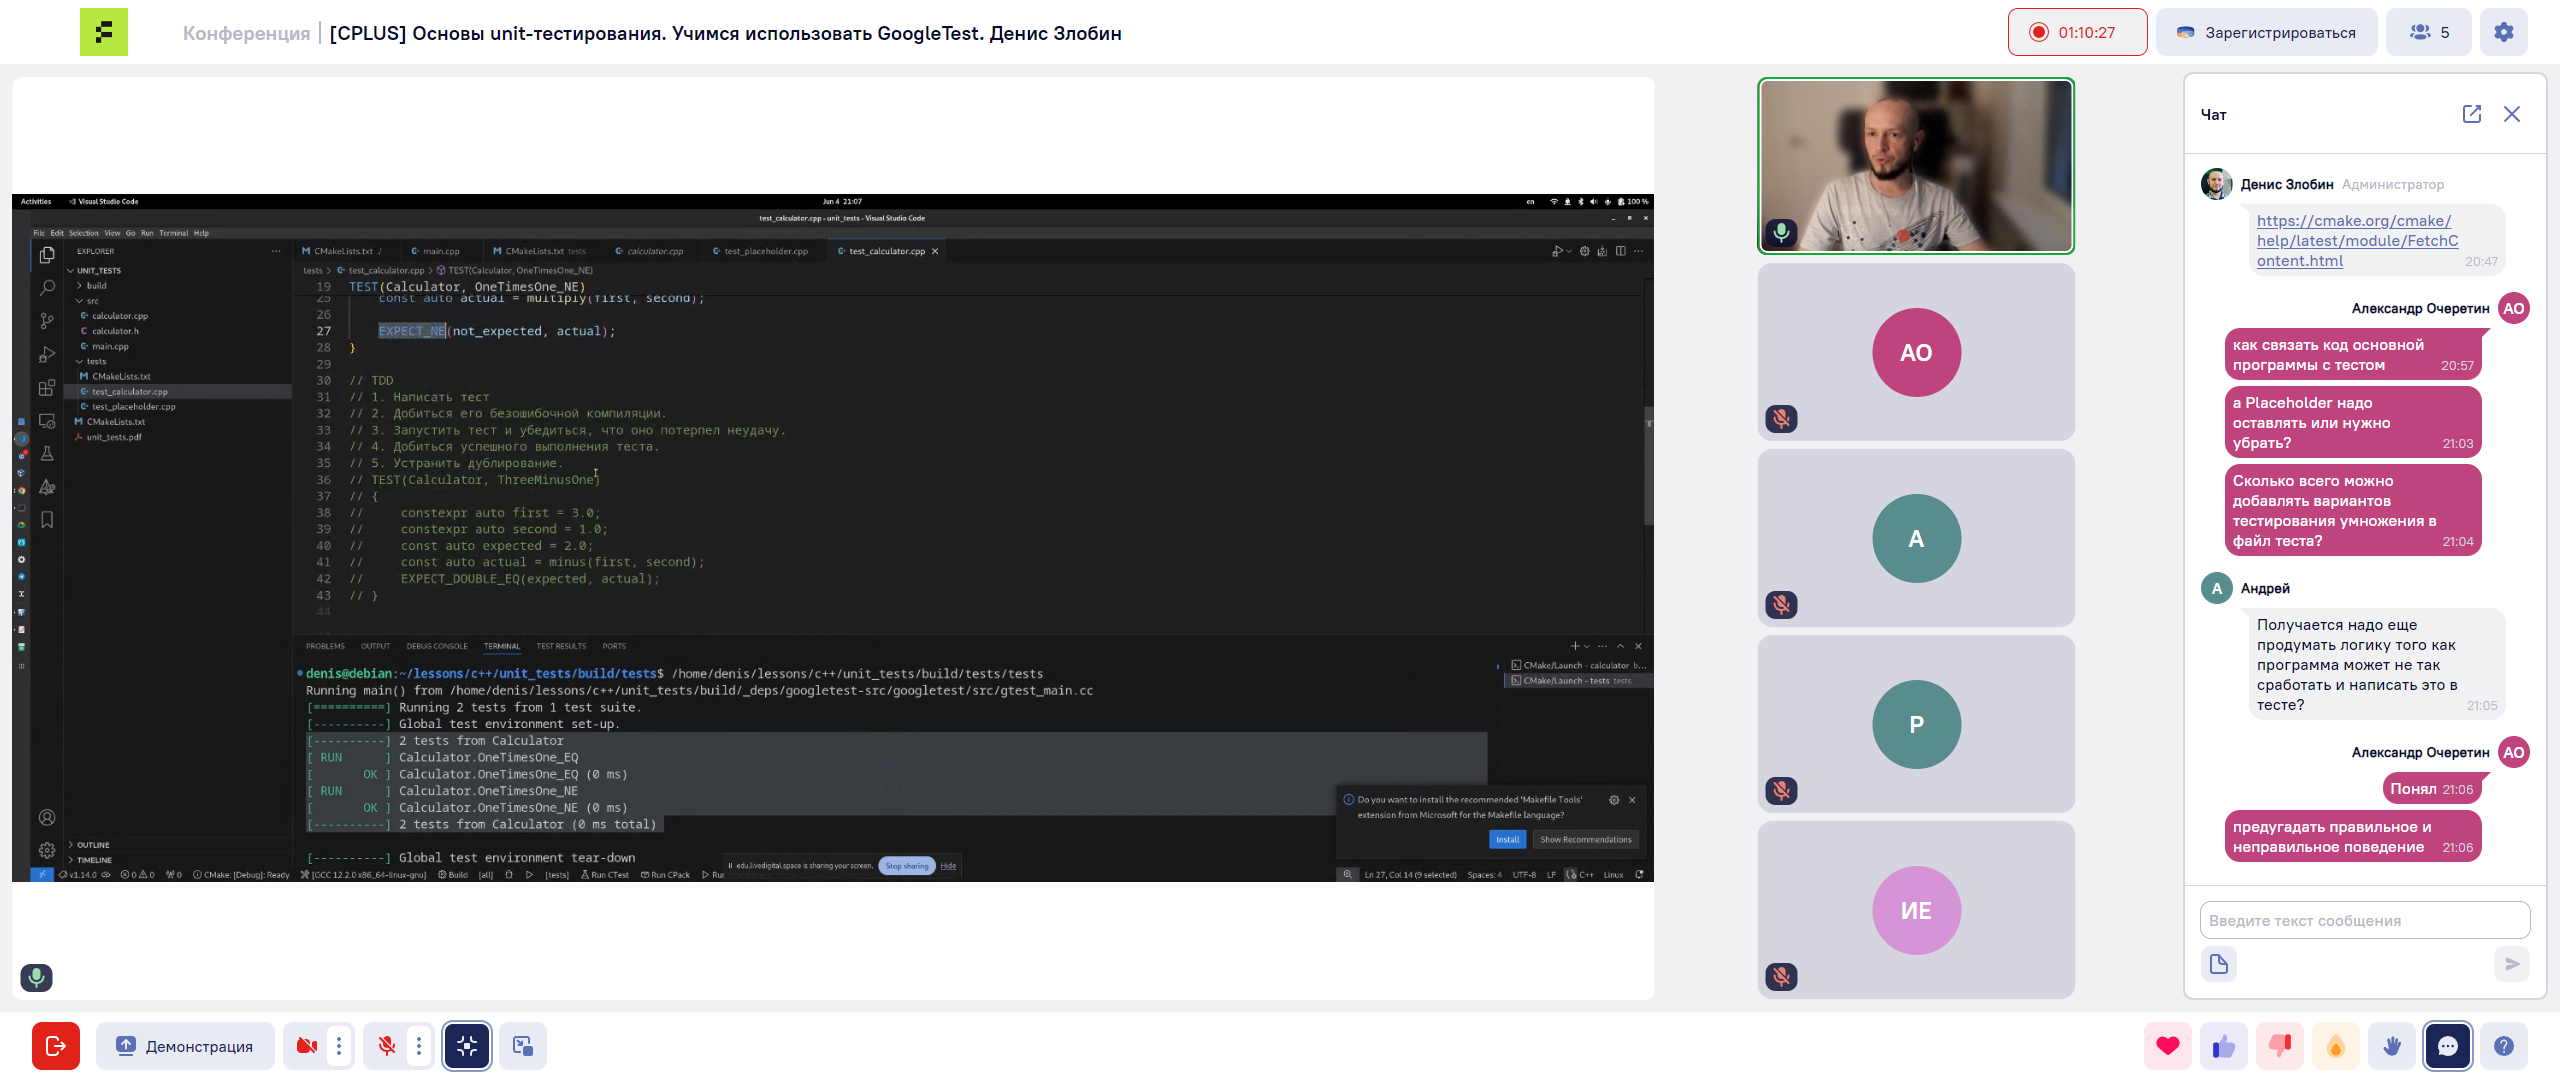 Конференция
[CPLUS] Основы unit-тестирования. Учимся использовать GoogleTest. Денис Злобин
01:10:27
Зарегистрироваться
5
Activities
Visual Studio Code
Jun 4 21:07
en
100 %
test_calculator.cpp - unit_tests - Visual Studio Code
File Edit Selection View Go Run Terminal Help
EXPLORER
UNIT_TESTS
build
src
calculator.cpp
calculator.h
main.cpp
tests
CMakeLists.txt
test_calculator.cpp
test_placeholder.cpp
CMakeLists.txt
unit_tests.pdf
OUTLINE
TIMELINE
CMakeLists.txt ./
main.cpp
CMakeLists.txt tests
calculator.cpp
test_placeholder.cpp
test_calculator.cpp
tests > test_calculator.cpp > TEST(Calculator, OneTimesOne_NE)
19 TEST(Calculator, OneTimesOne_NE)
25 const auto actual = multiply(first, second);
26
27 EXPECT_NE(not_expected, actual);
28 }
29
30 // TDD
31 // 1. Написать тест
32 // 2. Добиться его безошибочной компиляции.
33 // 3. Запустить тест и убедиться, что оно потерпел неудачу.
34 // 4. Добиться успешного выполнения теста.
35 // 5. Устранить дублирование.
36 // TEST(Calculator, ThreeMinusOne)
37 // {
38 // constexpr auto first = 3.0;
39 // constexpr auto second = 1.0;
40 // const auto expected = 2.0;
41 // const auto actual = minus(first, second);
42 // EXPECT_DOUBLE_EQ(expected, actual);
43 // }
44
PROBLEMS OUTPUT DEBUG CONSOLE TERMINAL TEST RESULTS PORTS
denis@debian:~/lessons/c++/unit_tests/build/tests$ /home/denis/lessons/c++/unit_tests/build/tests/tests
Running main() from /home/denis/lessons/c++/unit_tests/build/_deps/googletest-src/googletest/src/gtest_main.cc
[==========] Running 2 tests from 1 test suite.
[----------] Global test environment set-up.
[----------] 2 tests from Calculator
[ RUN      ] Calculator.OneTimesOne_EQ
[       OK ] Calculator.OneTimesOne_EQ (0 ms)
[ RUN      ] Calculator.OneTimesOne_NE
[       OK ] Calculator.OneTimesOne_NE (0 ms)
[----------] 2 tests from Calculator (0 ms total)
[----------] Global test environment tear-down
CMake/Launch - calculator b...
CMake/Launch - tests tests
Do you want to install the recommended 'Makefile Tools'
extension from Microsoft for the Makefile language?
Install
Show Recommendations
edu.livedigital.space is sharing your screen.
Stop sharing
Hide
v1.14.0
0 0
0
CMake: [Debug]: Ready
[GCC 12.2.0 x86_64-linux-gnu]
Build
[all]
[tests]
Run CTest
Run CPack
Ln 27, Col 14 (9 selected)
Spaces: 4
UTF-8
LF
C++
Linux
АО
А
Р
ИЕ
Чат
Денис Злобин Администратор
https://cmake.org/cmake/
help/latest/module/FetchC
ontent.html
20:47
Александр Очеретин
АО
как связать код основной
программы с тестом
20:57
а Placeholder надо
оставлять или нужно
убрать?
21:03
Сколько всего можно
добавлять вариантов
тестирования умножения в
файл теста?
21:04
А
Андрей
Получается надо еще
продумать логику того как
программа может не так
сработать и написать это в
тесте?
21:05
Александр Очеретин
АО
Понял 21:06
предугадать правильное и
неправильное поведение
21:06
Введите текст сообщения
Демонстрация